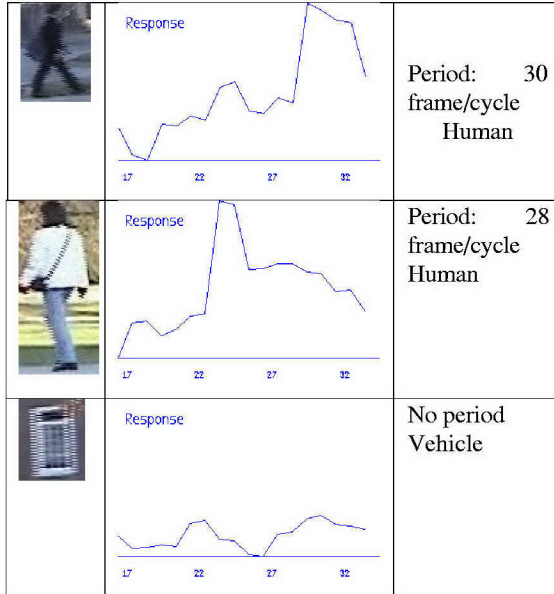 Response
17 22 27 32
Period: 30
frame/cycle
Human
Response
17 22 27 32
Period: 28
frame/cycle
Human
Response
17 22 27 32
No period
Vehicle